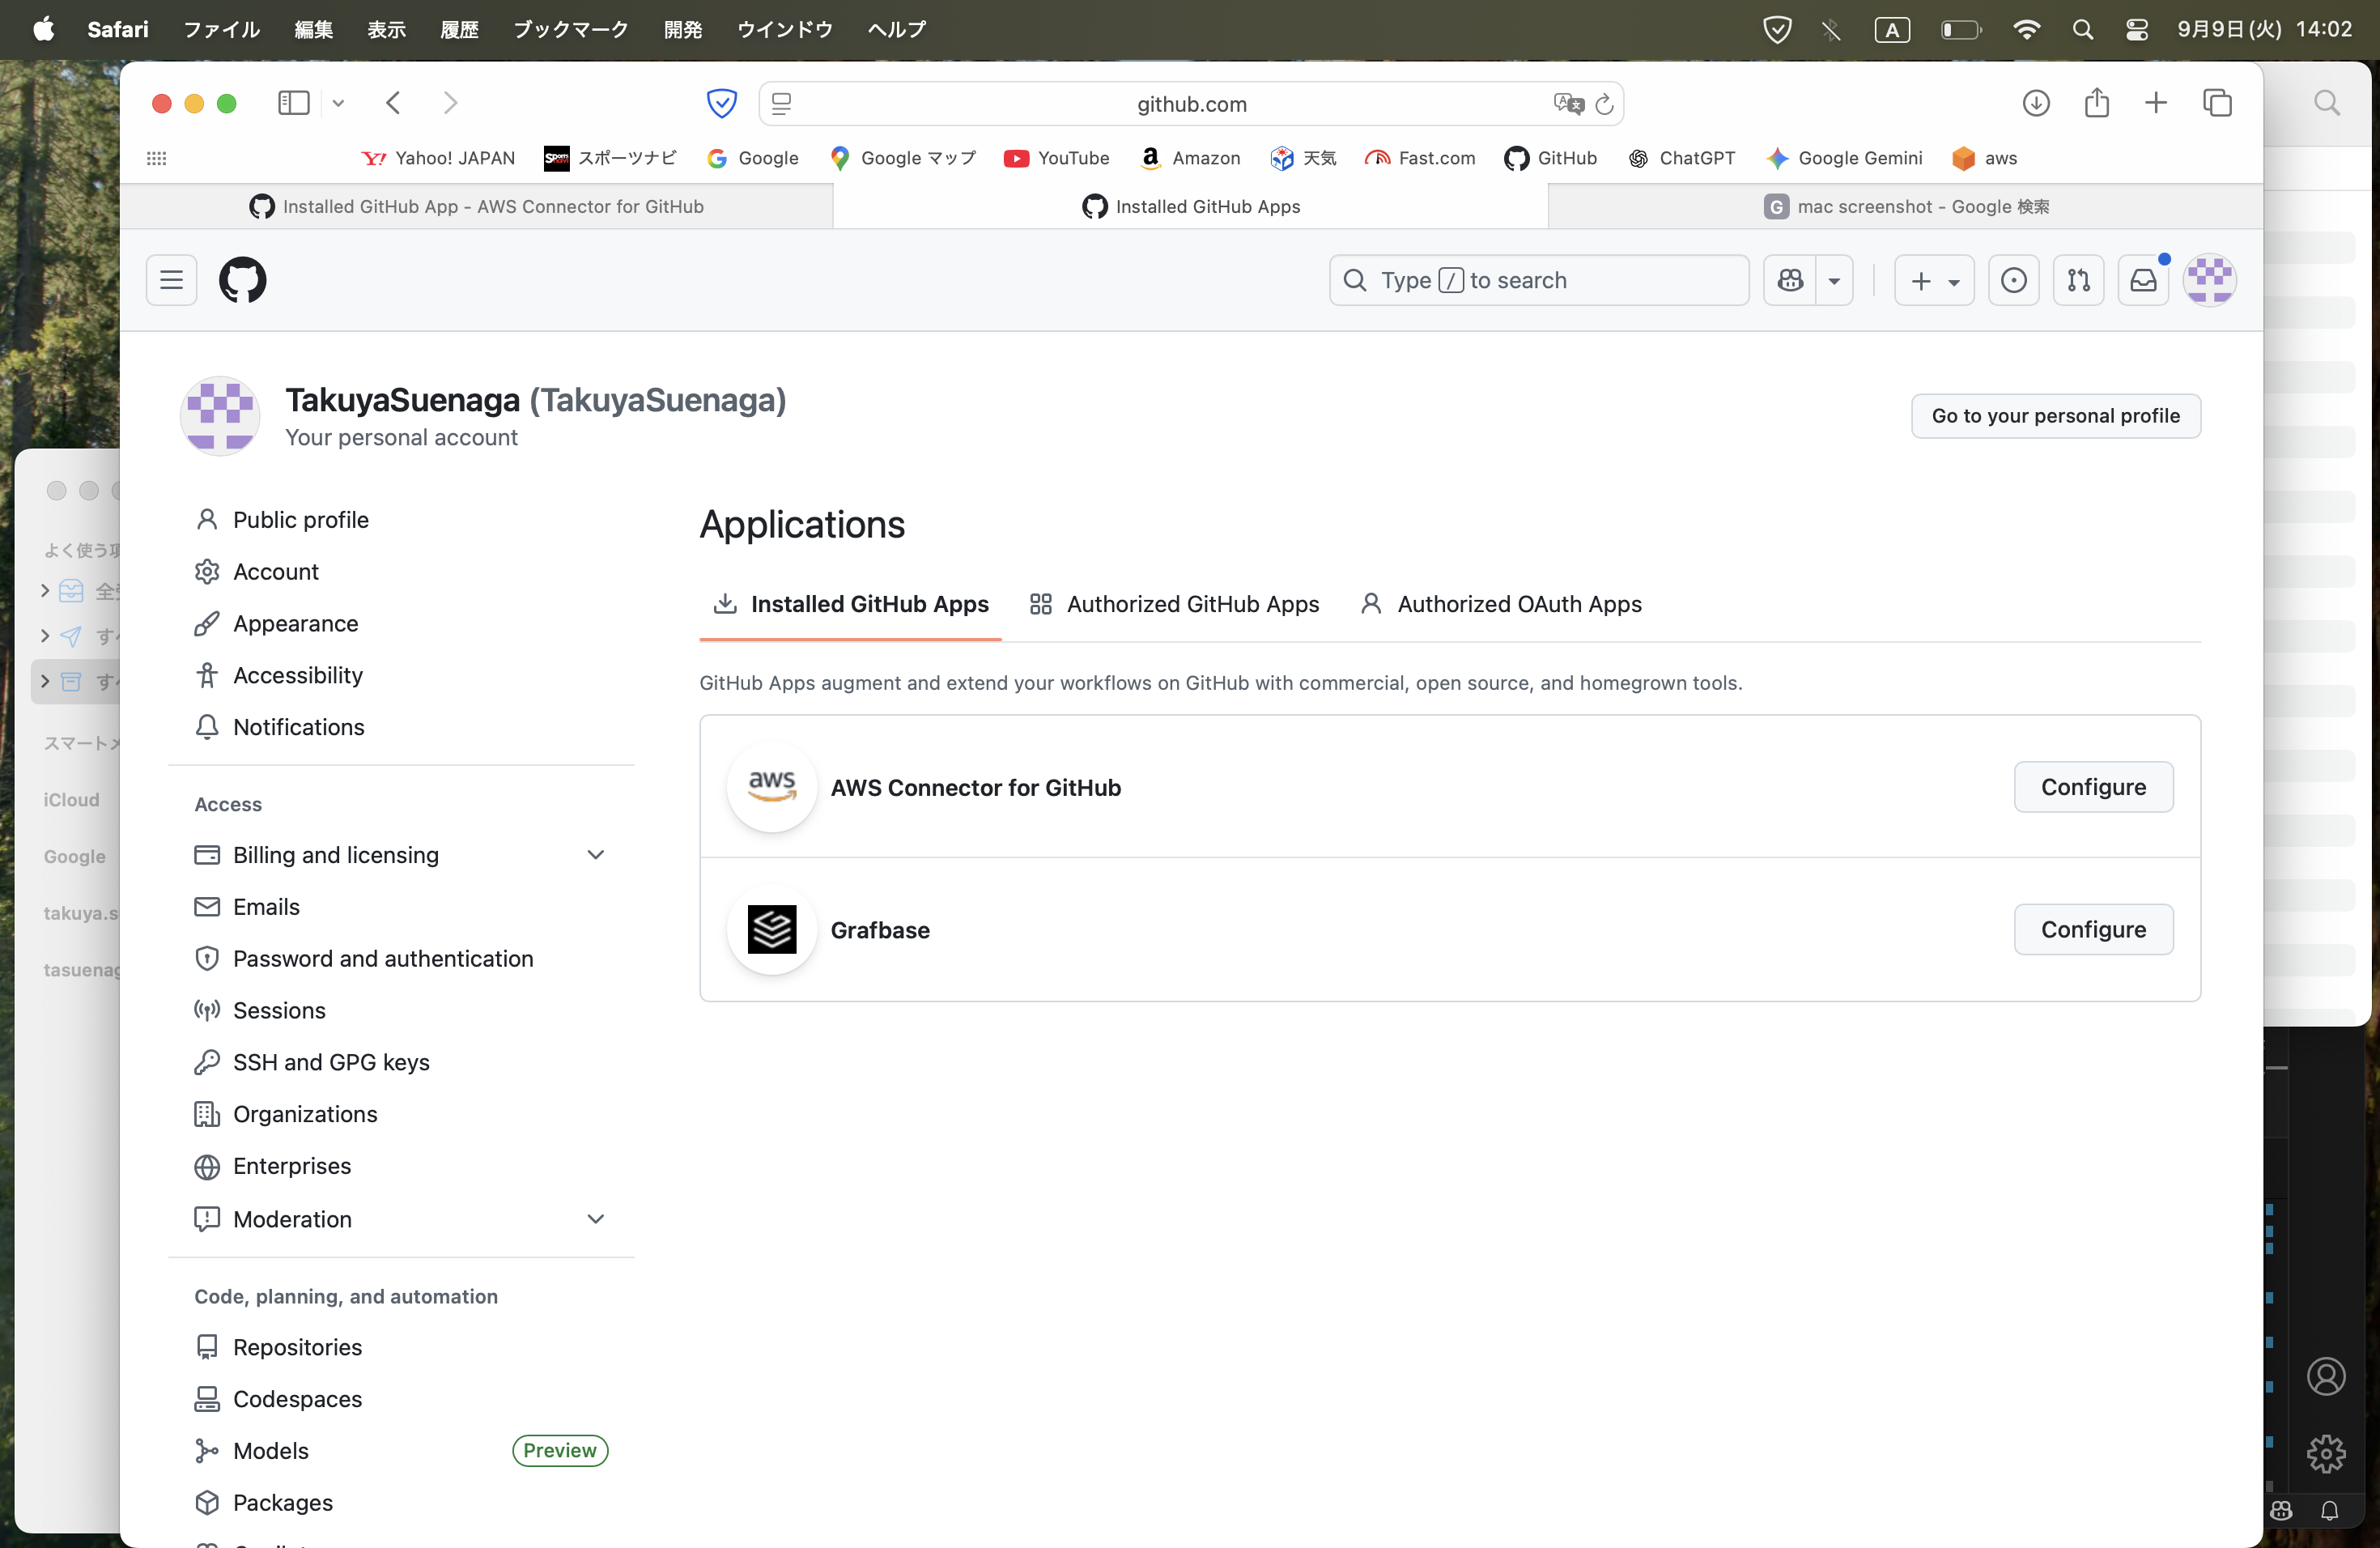 Safari ファイル 編集 表示 履歴 ブックマーク 開発 ウインドウ ヘルプ A 9月9日(火) 14:02
github.com
Yahoo! JAPAN スポーツナビ Google Google マップ YouTube Amazon 天気 Fast.com GitHub ChatGPT Google Gemini aws
Installed GitHub App - AWS Connector for GitHub Installed GitHub Apps G mac screenshot - Google 検索
Type / to search
TakuyaSuenaga (TakuyaSuenaga)
Your personal account
Go to your personal profile
Public profile
Account
Appearance
Accessibility
Notifications
Access
Billing and licensing
Emails
Password and authentication
Sessions
SSH and GPG keys
Organizations
Enterprises
Moderation
Code, planning, and automation
Repositories
Codespaces
Models Preview
Packages
Applications
Installed GitHub Apps Authorized GitHub Apps Authorized OAuth Apps
GitHub Apps augment and extend your workflows on GitHub with commercial, open source, and homegrown tools.
aws AWS Connector for GitHub Configure
Grafbase Configure
よく使う項
スマートメ
iCloud
Google
takuya.s
tasuenag